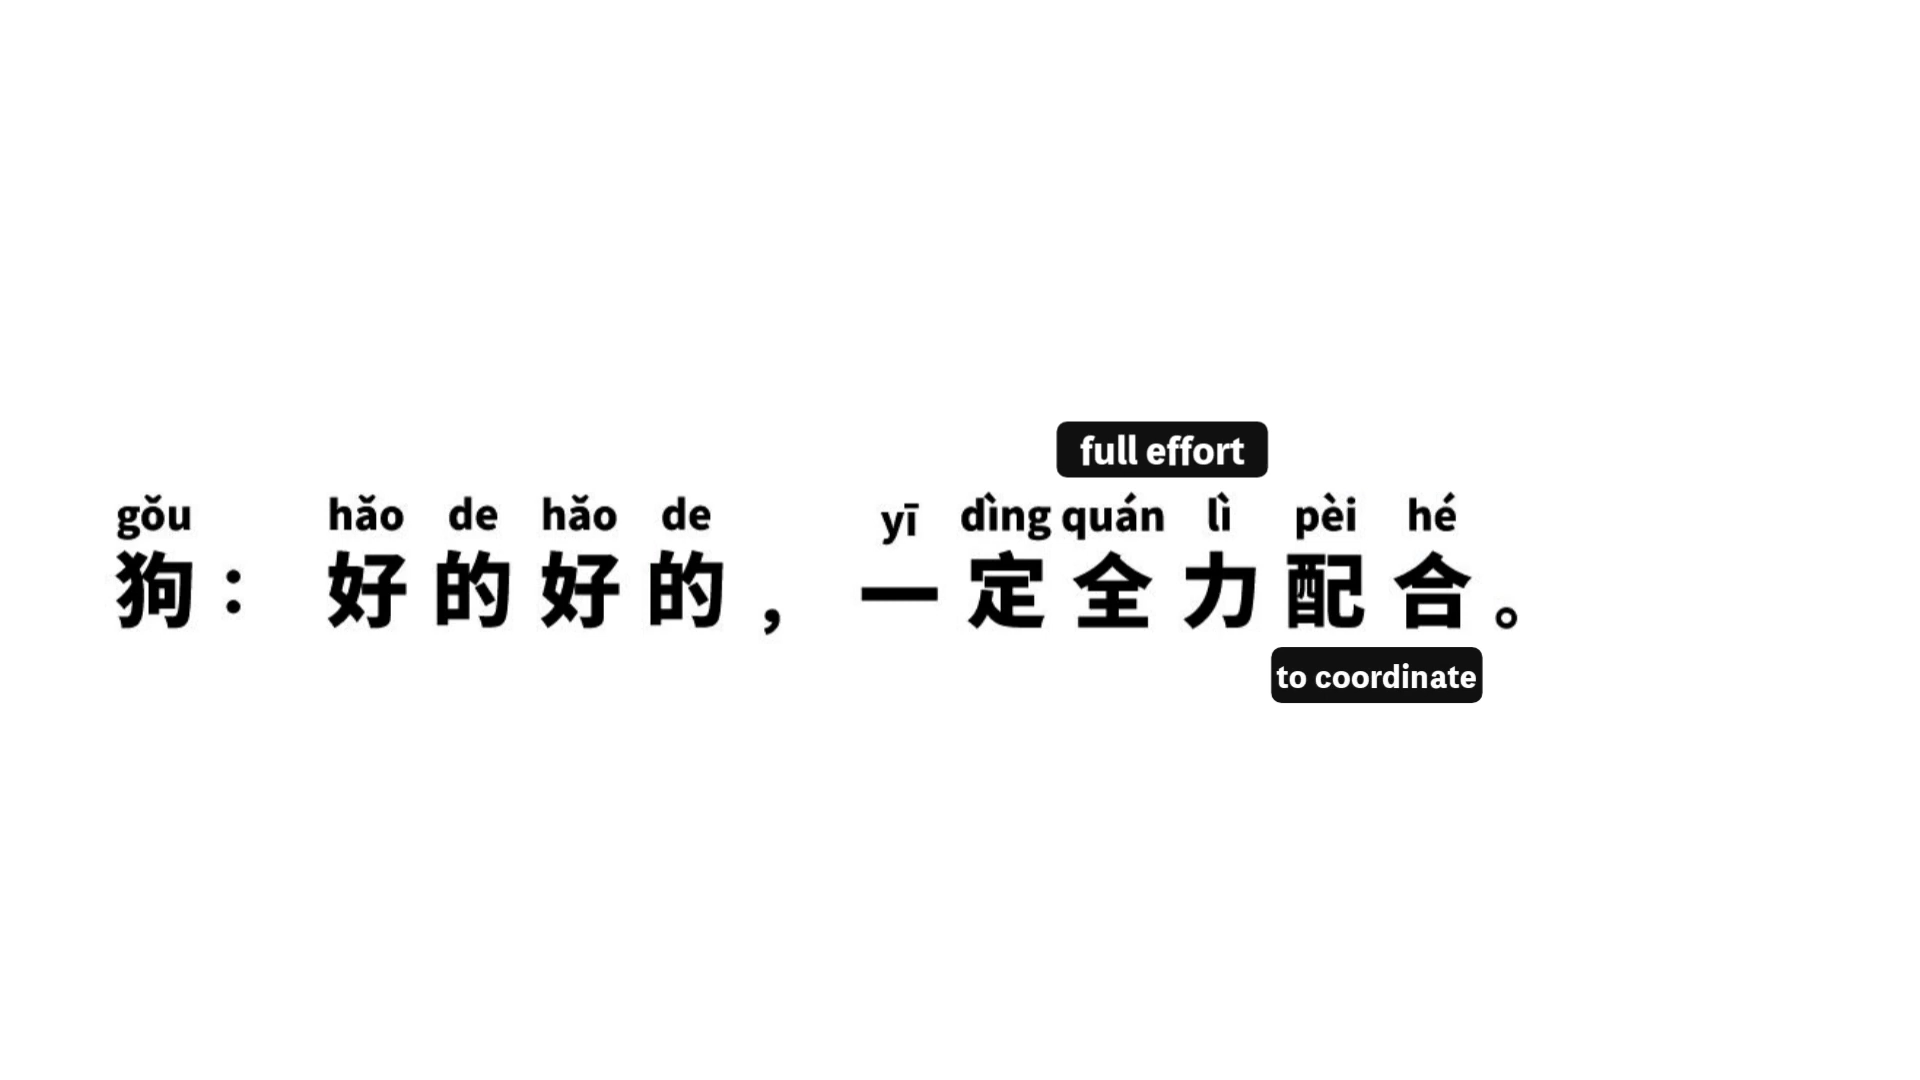 full effort
gǒu hǎo de hǎo de yī dìng quán lì pèi hé
狗： 好的好的， 一定全力配合。
to coordinate